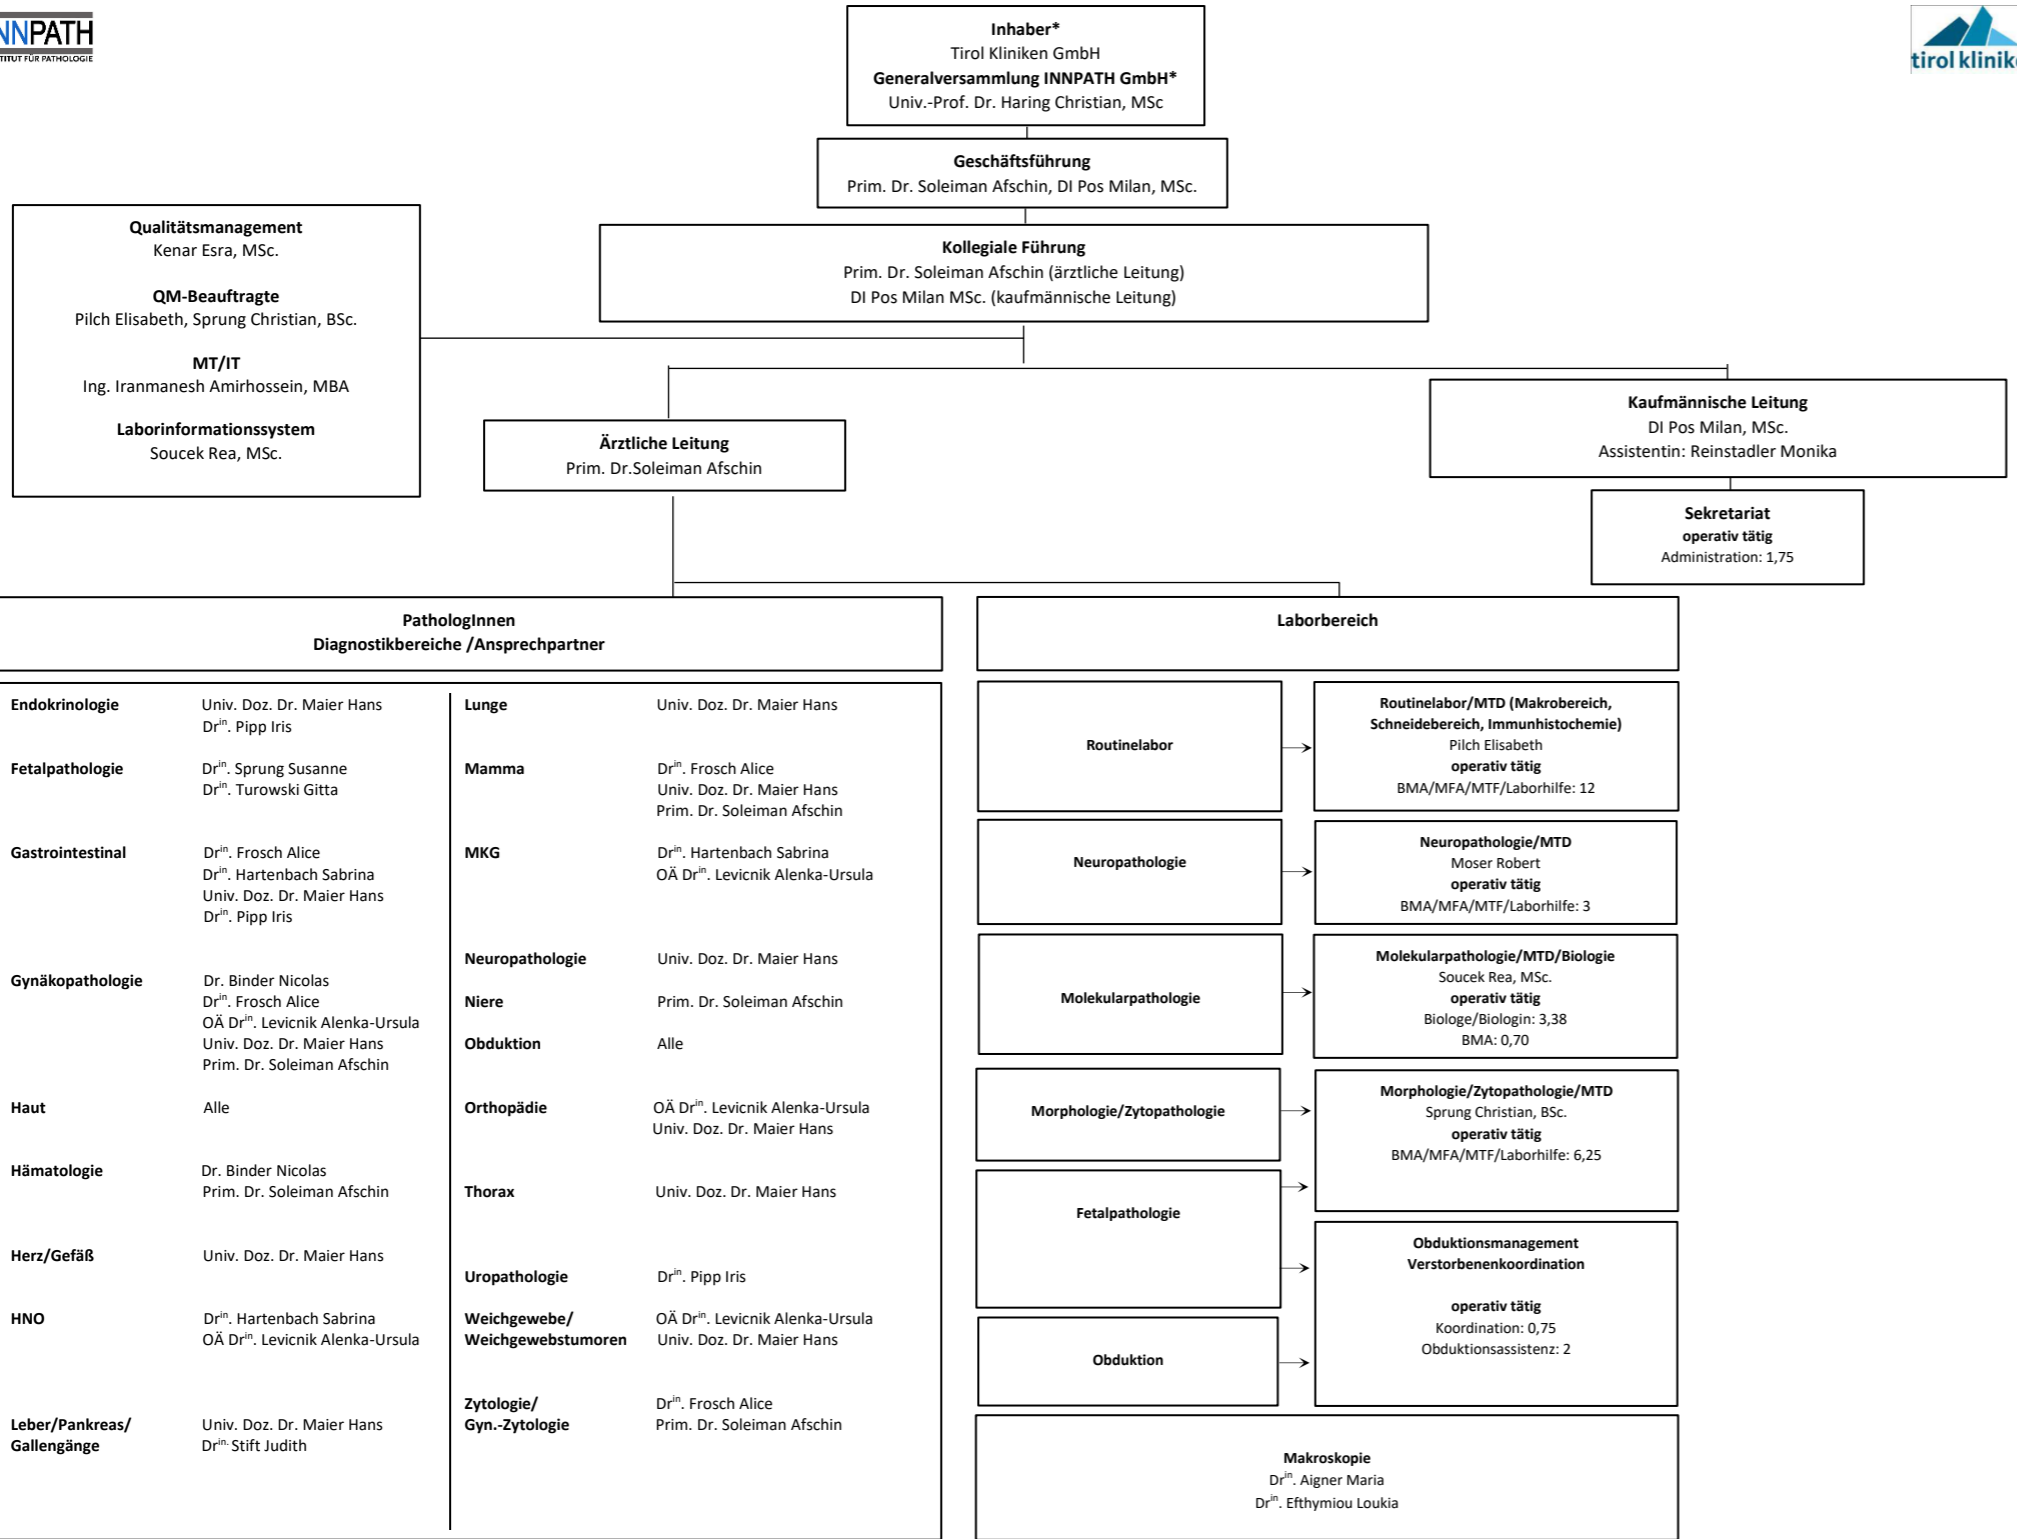 NNPATH
TITUT FÜR PATHOLOGIE
Inhaber*
Tirol Kliniken GmbH
Generalversammlung INNPATH GmbH*
Univ.-Prof. Dr. Haring Christian, MSc
tirol klinik
Geschäftsführung
Prim. Dr. Soleiman Afschin, DI Pos Milan, MSc.
Kollegiale Führung
Prim. Dr. Soleiman Afschin (ärztliche Leitung)
DI Pos Milan MSc. (kaufmännische Leitung)
Qualitätsmanagement
Kenar Esra, MSc.
QM-Beauftragte
Pilch Elisabeth, Sprung Christian, BSc.
MT/IT
Ing. Iranmanesh Amirhossein, MBA
Laborinformationssystem
Soucek Rea, MSc.
Ärztliche Leitung
Prim. Dr.Soleiman Afschin
Kaufmännische Leitung
DI Pos Milan, MSc.
Assistentin: Reinstadler Monika
Sekretariat
operativ tätig
Administration: 1,75
PathologInnen
Diagnostikbereiche /Ansprechpartner
Endokrinologie
Univ. Doz. Dr. Maier Hans
Drin. Pipp Iris
Fetalpathologie
Drin. Sprung Susanne
Drin. Turowski Gitta
Gastrointestinal
Drin. Frosch Alice
Drin. Hartenbach Sabrina
Univ. Doz. Dr. Maier Hans
Drin. Pipp Iris
Gynäkopathologie
Dr. Binder Nicolas
Drin. Frosch Alice
OÄ Drin. Levicnik Alenka-Ursula
Univ. Doz. Dr. Maier Hans
Prim. Dr. Soleiman Afschin
Haut
Alle
Hämatologie
Dr. Binder Nicolas
Prim. Dr. Soleiman Afschin
Herz/Gefäß
Univ. Doz. Dr. Maier Hans
HNO
Drin. Hartenbach Sabrina
OÄ Drin. Levicnik Alenka-Ursula
Leber/Pankreas/
Gallengänge
Univ. Doz. Dr. Maier Hans
Drin. Stift Judith
Lunge
Univ. Doz. Dr. Maier Hans
Mamma
Drin. Frosch Alice
Univ. Doz. Dr. Maier Hans
Prim. Dr. Soleiman Afschin
MKG
Drin. Hartenbach Sabrina
OÄ Drin. Levicnik Alenka-Ursula
Neuropathologie
Univ. Doz. Dr. Maier Hans
Niere
Prim. Dr. Soleiman Afschin
Obduktion
Alle
Orthopädie
OÄ Drin. Levicnik Alenka-Ursula
Univ. Doz. Dr. Maier Hans
Thorax
Univ. Doz. Dr. Maier Hans
Uropathologie
Drin. Pipp Iris
Weichgewebe/
Weichgewebstumoren
OÄ Drin. Levicnik Alenka-Ursula
Univ. Doz. Dr. Maier Hans
Zytologie/
Gyn.-Zytologie
Drin. Frosch Alice
Prim. Dr. Soleiman Afschin
Laborbereich
Routinelabor
Routinelabor/MTD (Makrobereich,
Schneidebereich, Immunhistochemie)
Pilch Elisabeth
operativ tätig
BMA/MFA/MTF/Laborhilfe: 12
Neuropathologie
Neuropathologie/MTD
Moser Robert
operativ tätig
BMA/MFA/MTF/Laborhilfe: 3
Molekularpathologie
Molekularpathologie/MTD/Biologie
Soucek Rea, MSc.
operativ tätig
Biologe/Biologin: 3,38
BMA: 0,70
Morphologie/Zytopathologie
Morphologie/Zytopathologie/MTD
Sprung Christian, BSc.
operativ tätig
BMA/MFA/MTF/Laborhilfe: 6,25
Fetalpathologie
Obduktionsmanagement
Verstorbenenkoordination
operativ tätig
Koordination: 0,75
Obduktionsassistenz: 2
Obduktion
Makroskopie
Drin. Aigner Maria
Drin. Efthymiou Loukia